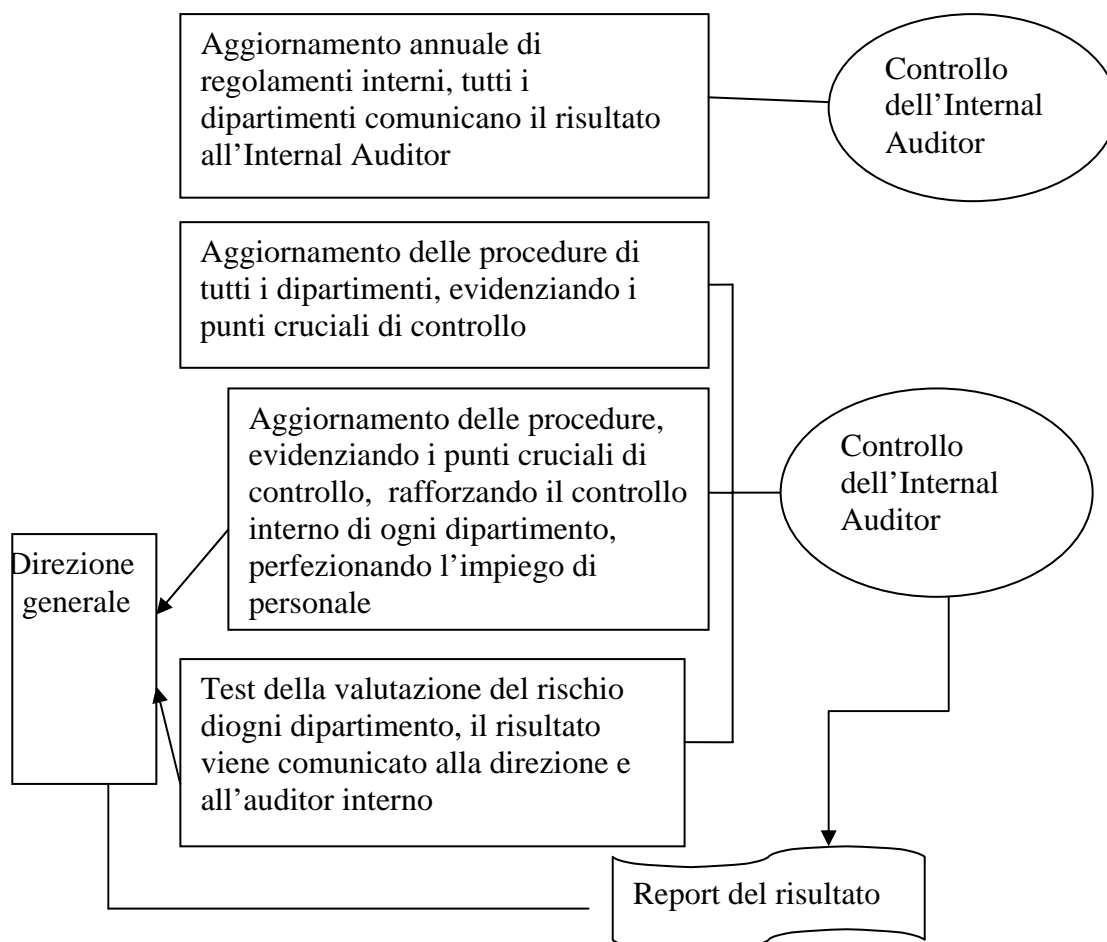 Aggiornamento annuale di
regolamenti interni, tutti i
dipartimenti comunicano il risultato
all’Internal Auditor
Controllo
dell’Internal
Auditor
Aggiornamento delle procedure di
tutti i dipartimenti, evidenziando i
punti cruciali di controllo
Aggiornamento delle procedure,
evidenziando i punti cruciali di
controllo, rafforzando il controllo
interno di ogni dipartimento,
perfezionando l’impiego di
personale
Controllo
dell’Internal
Auditor
Direzione
generale
Test della valutazione del rischio
diogni dipartimento, il risultato
viene comunicato alla direzione e
all’auditor interno
Report del risultato